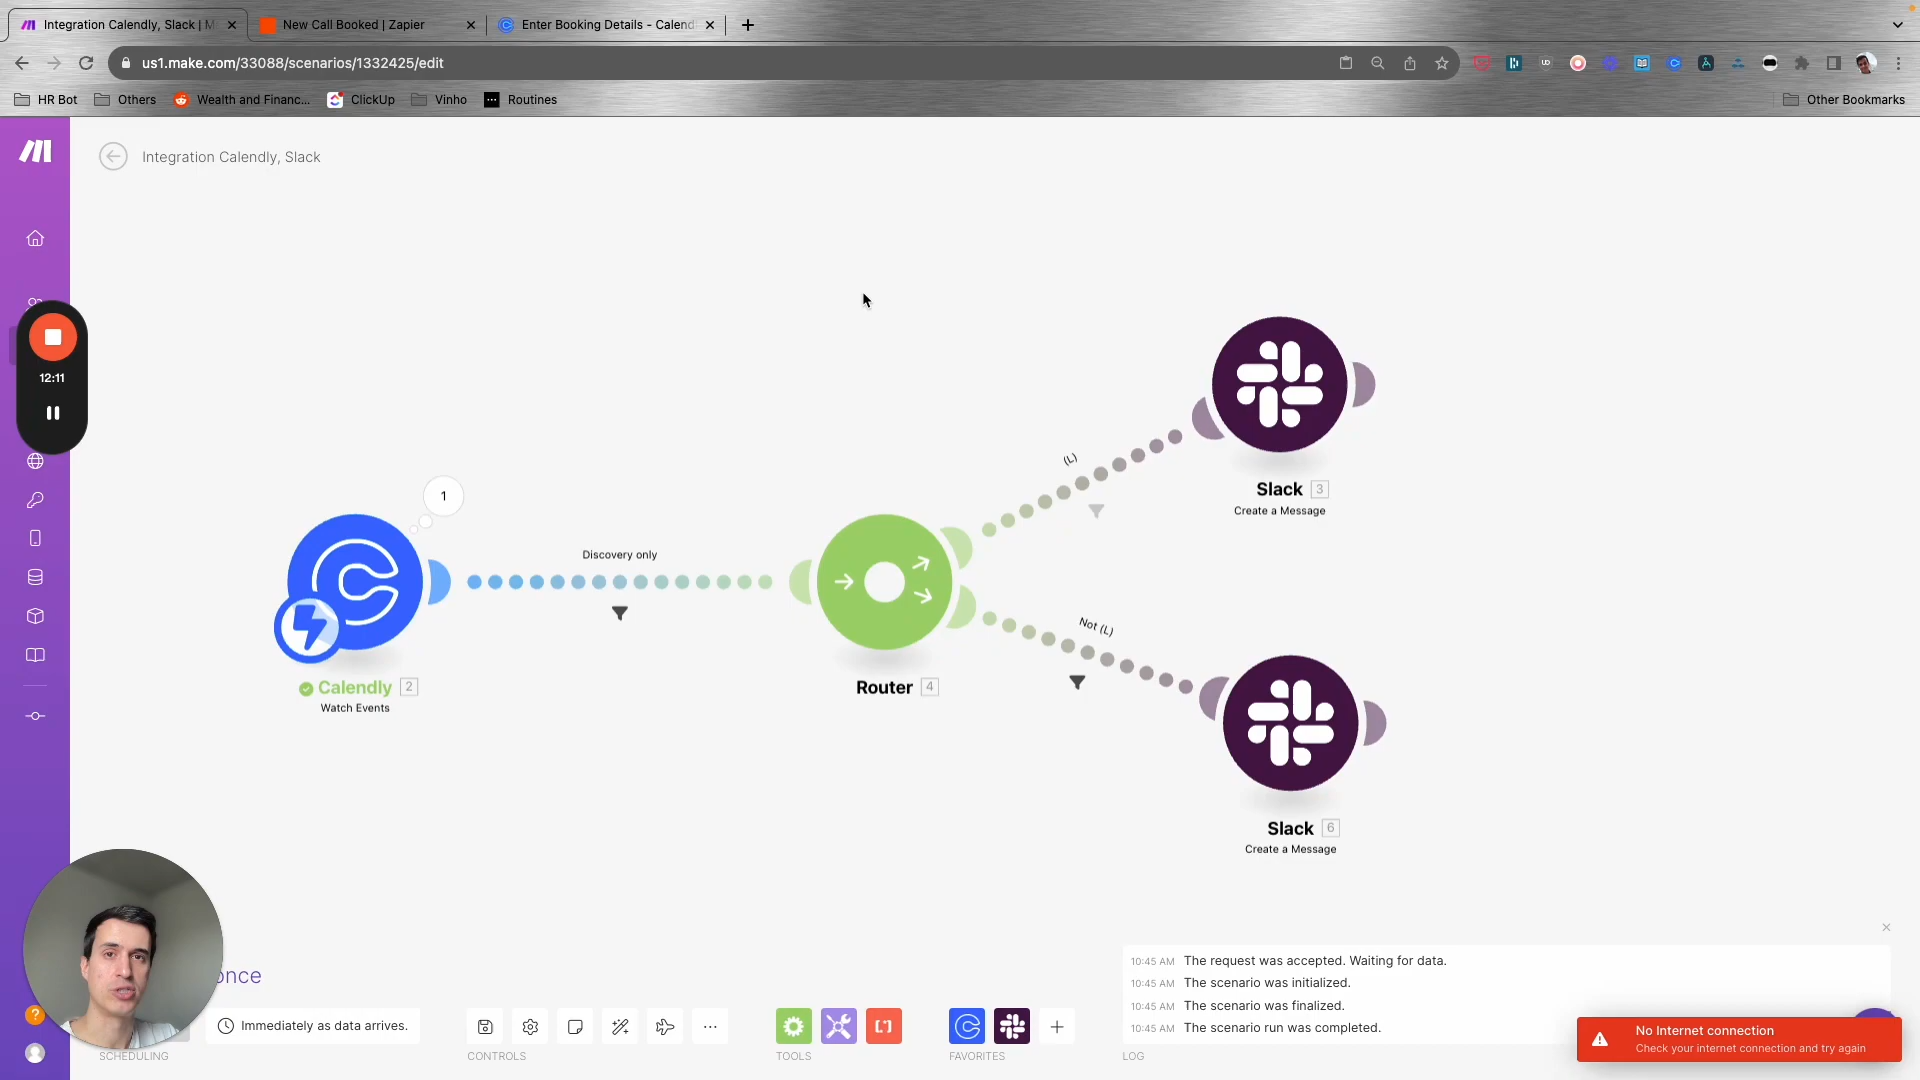 Integration Calendly, Slack | M
New Call Booked | Zapier
Enter Booking Details - Calend
us1.make.com/33088/scenarios/1332425/edit
HR Bot
Others
Wealth and Financ...
ClickUp
Vinho
Routines
Other Bookmarks
Integration Calendly, Slack
12:11
1
Discovery only
(L)
Not (L)
Slack 3
Create a Message
Calendly 2
Watch Events
Router 4
Slack 6
Create a Message
once
Immediately as data arrives.
SCHEDULING
CONTROLS
TOOLS
FAVORITES
LOG
10:45 AM The request was accepted. Waiting for data.
10:45 AM The scenario was initialized.
10:45 AM The scenario was finalized.
10:45 AM The scenario run was completed.
No Internet connection
Check your internet connection and try again